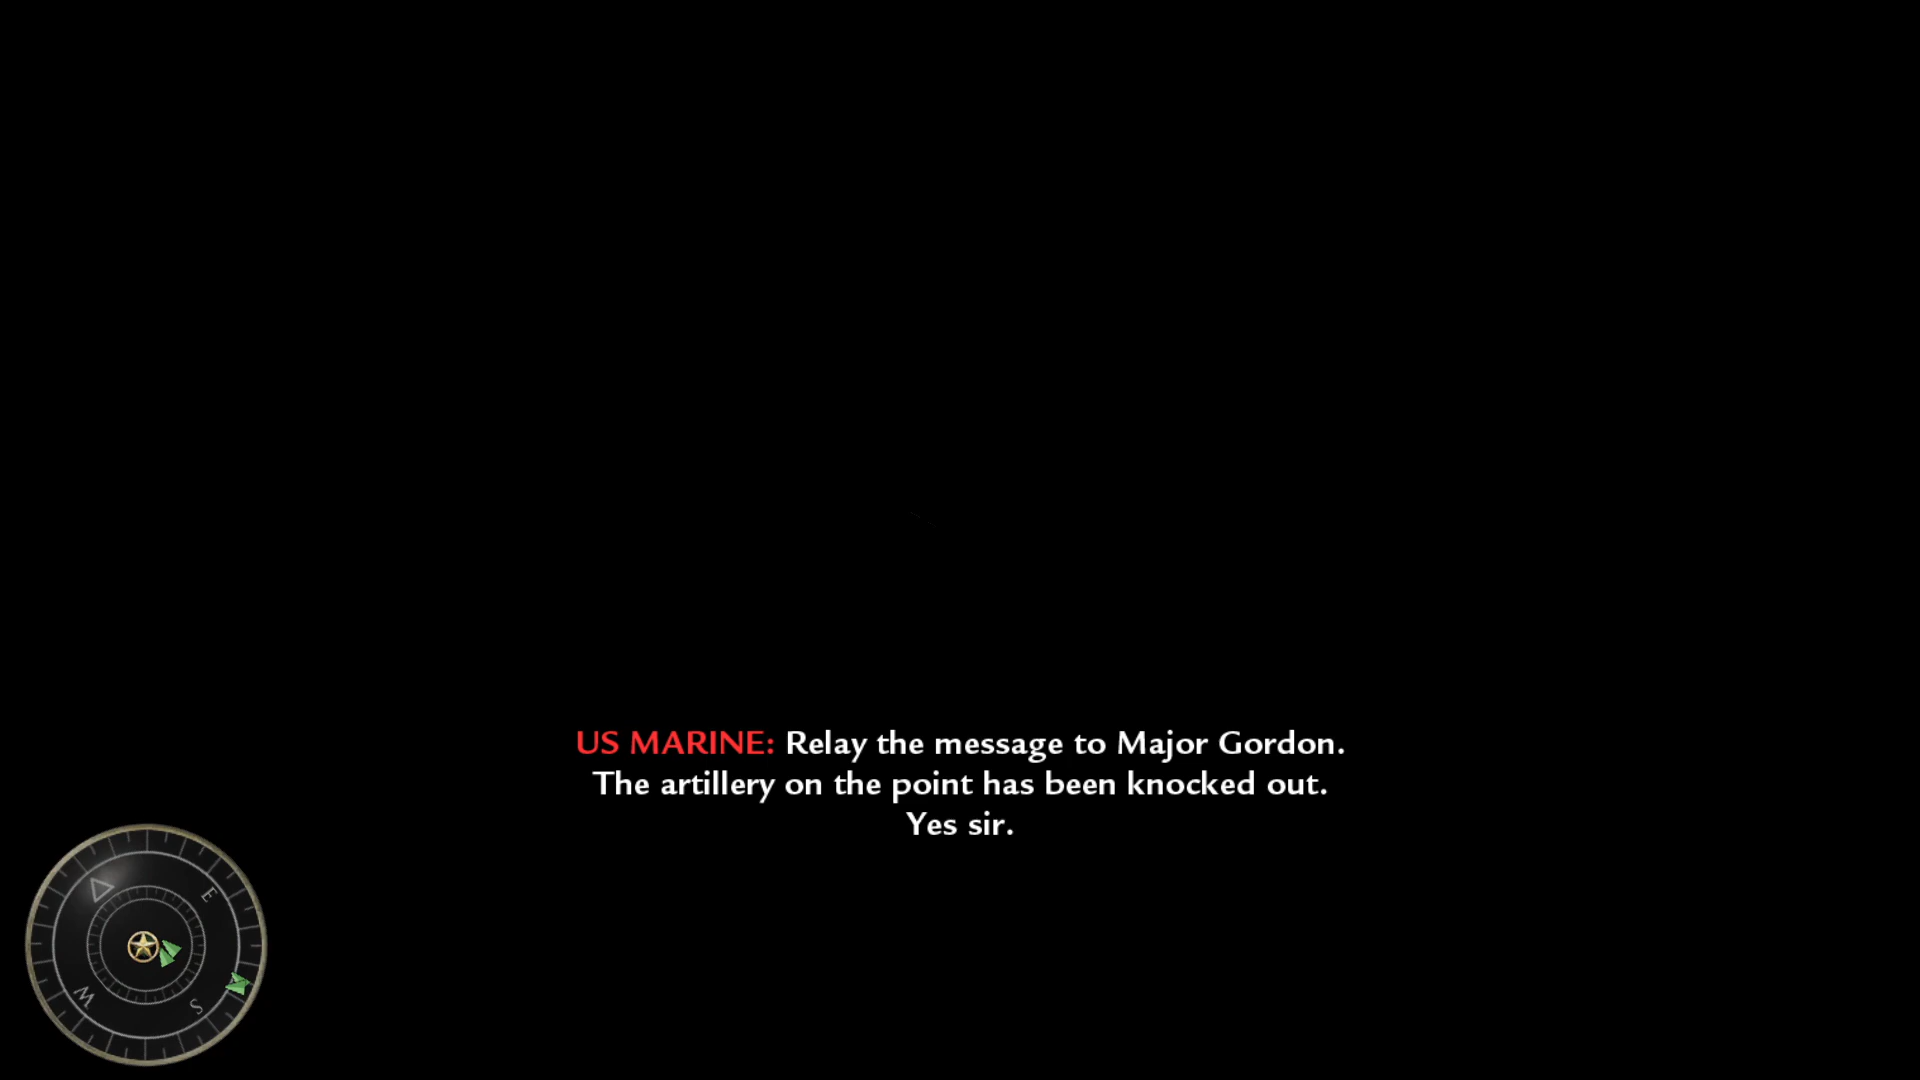 US MARINE: Relay the message to Major Gordon.
The artillery on the point has been knocked out.
Yes sir.
E
W
S